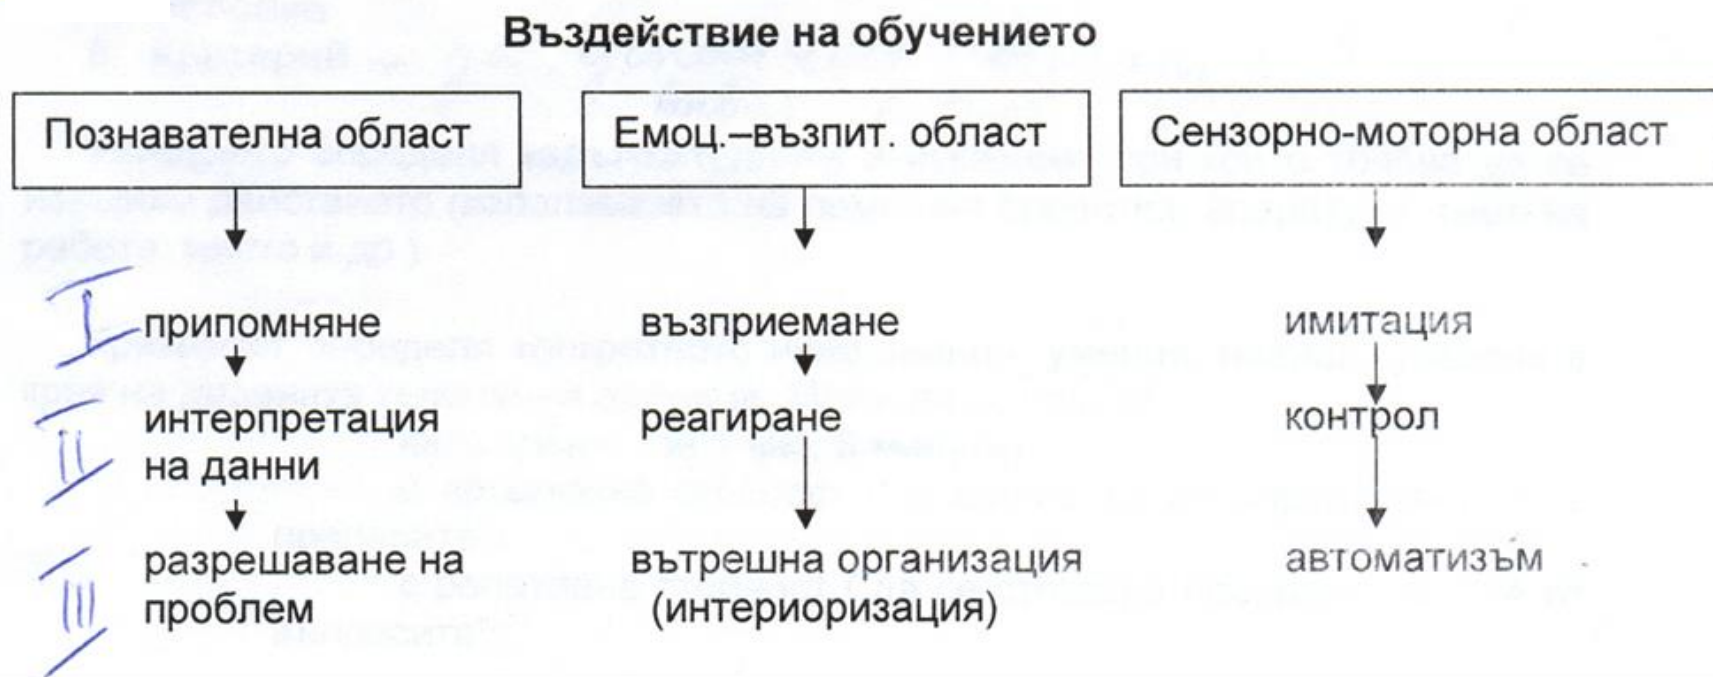 Въздействие на обучението
Познавателна област
Емоц.–възпит. област
Сензорно-моторна област
I
припомняне
възприемане
имитация
II
интерпретация
на данни
реагиране
контрол
III
разрешаване на
проблем
вътрешна организация
(интериоризация)
автоматизъм